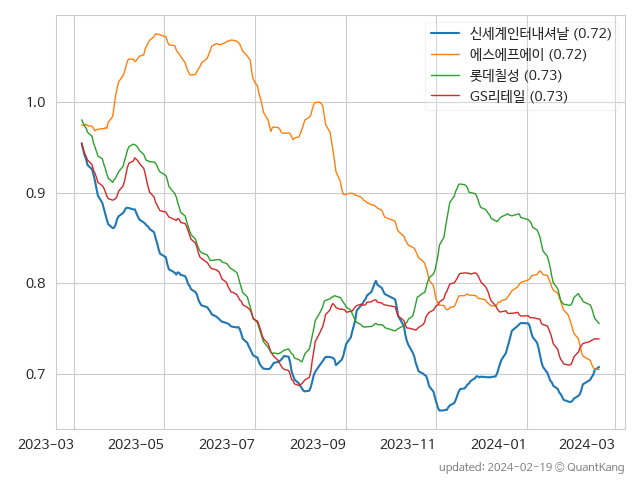 신세계인터내셔날 (0.72)
에스에프에이 (0.72)
롯데칠성 (0.73)
GS리테일 (0.73)
1.0
0.9
0.8
0.7
2023-03 2023-05 2023-07 2023-09 2023-11 2024-01 2024-03
updated: 2024-02-19 © QuantKang